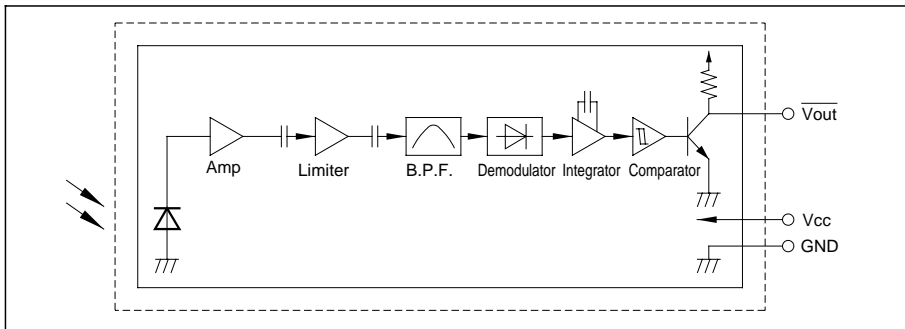 Vout
Amp
Limiter
B.P.F.
Demodulator
Integrator
Comparator
Vcc
GND